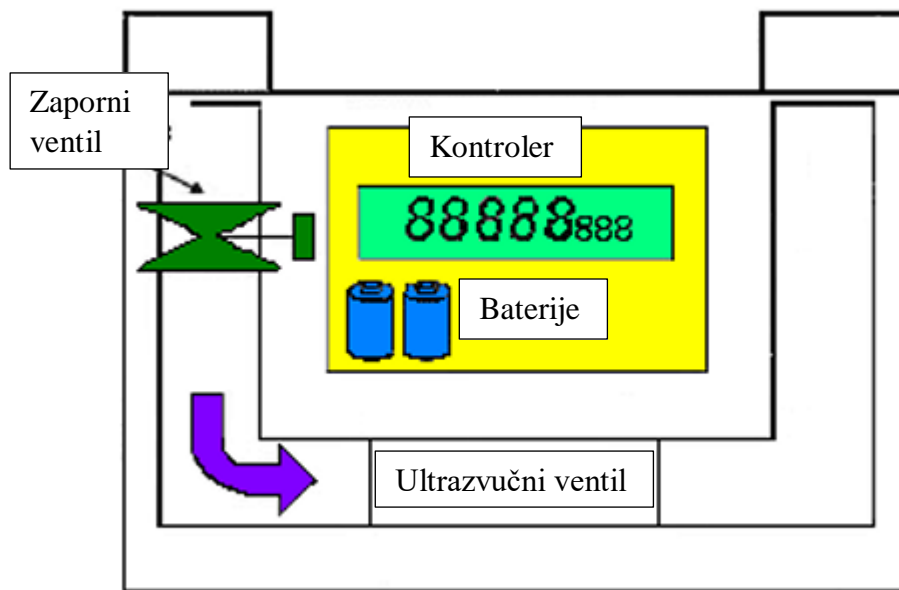 Zaporni
ventil
Kontroler
88888888
Baterije
Ultrazvučni ventil